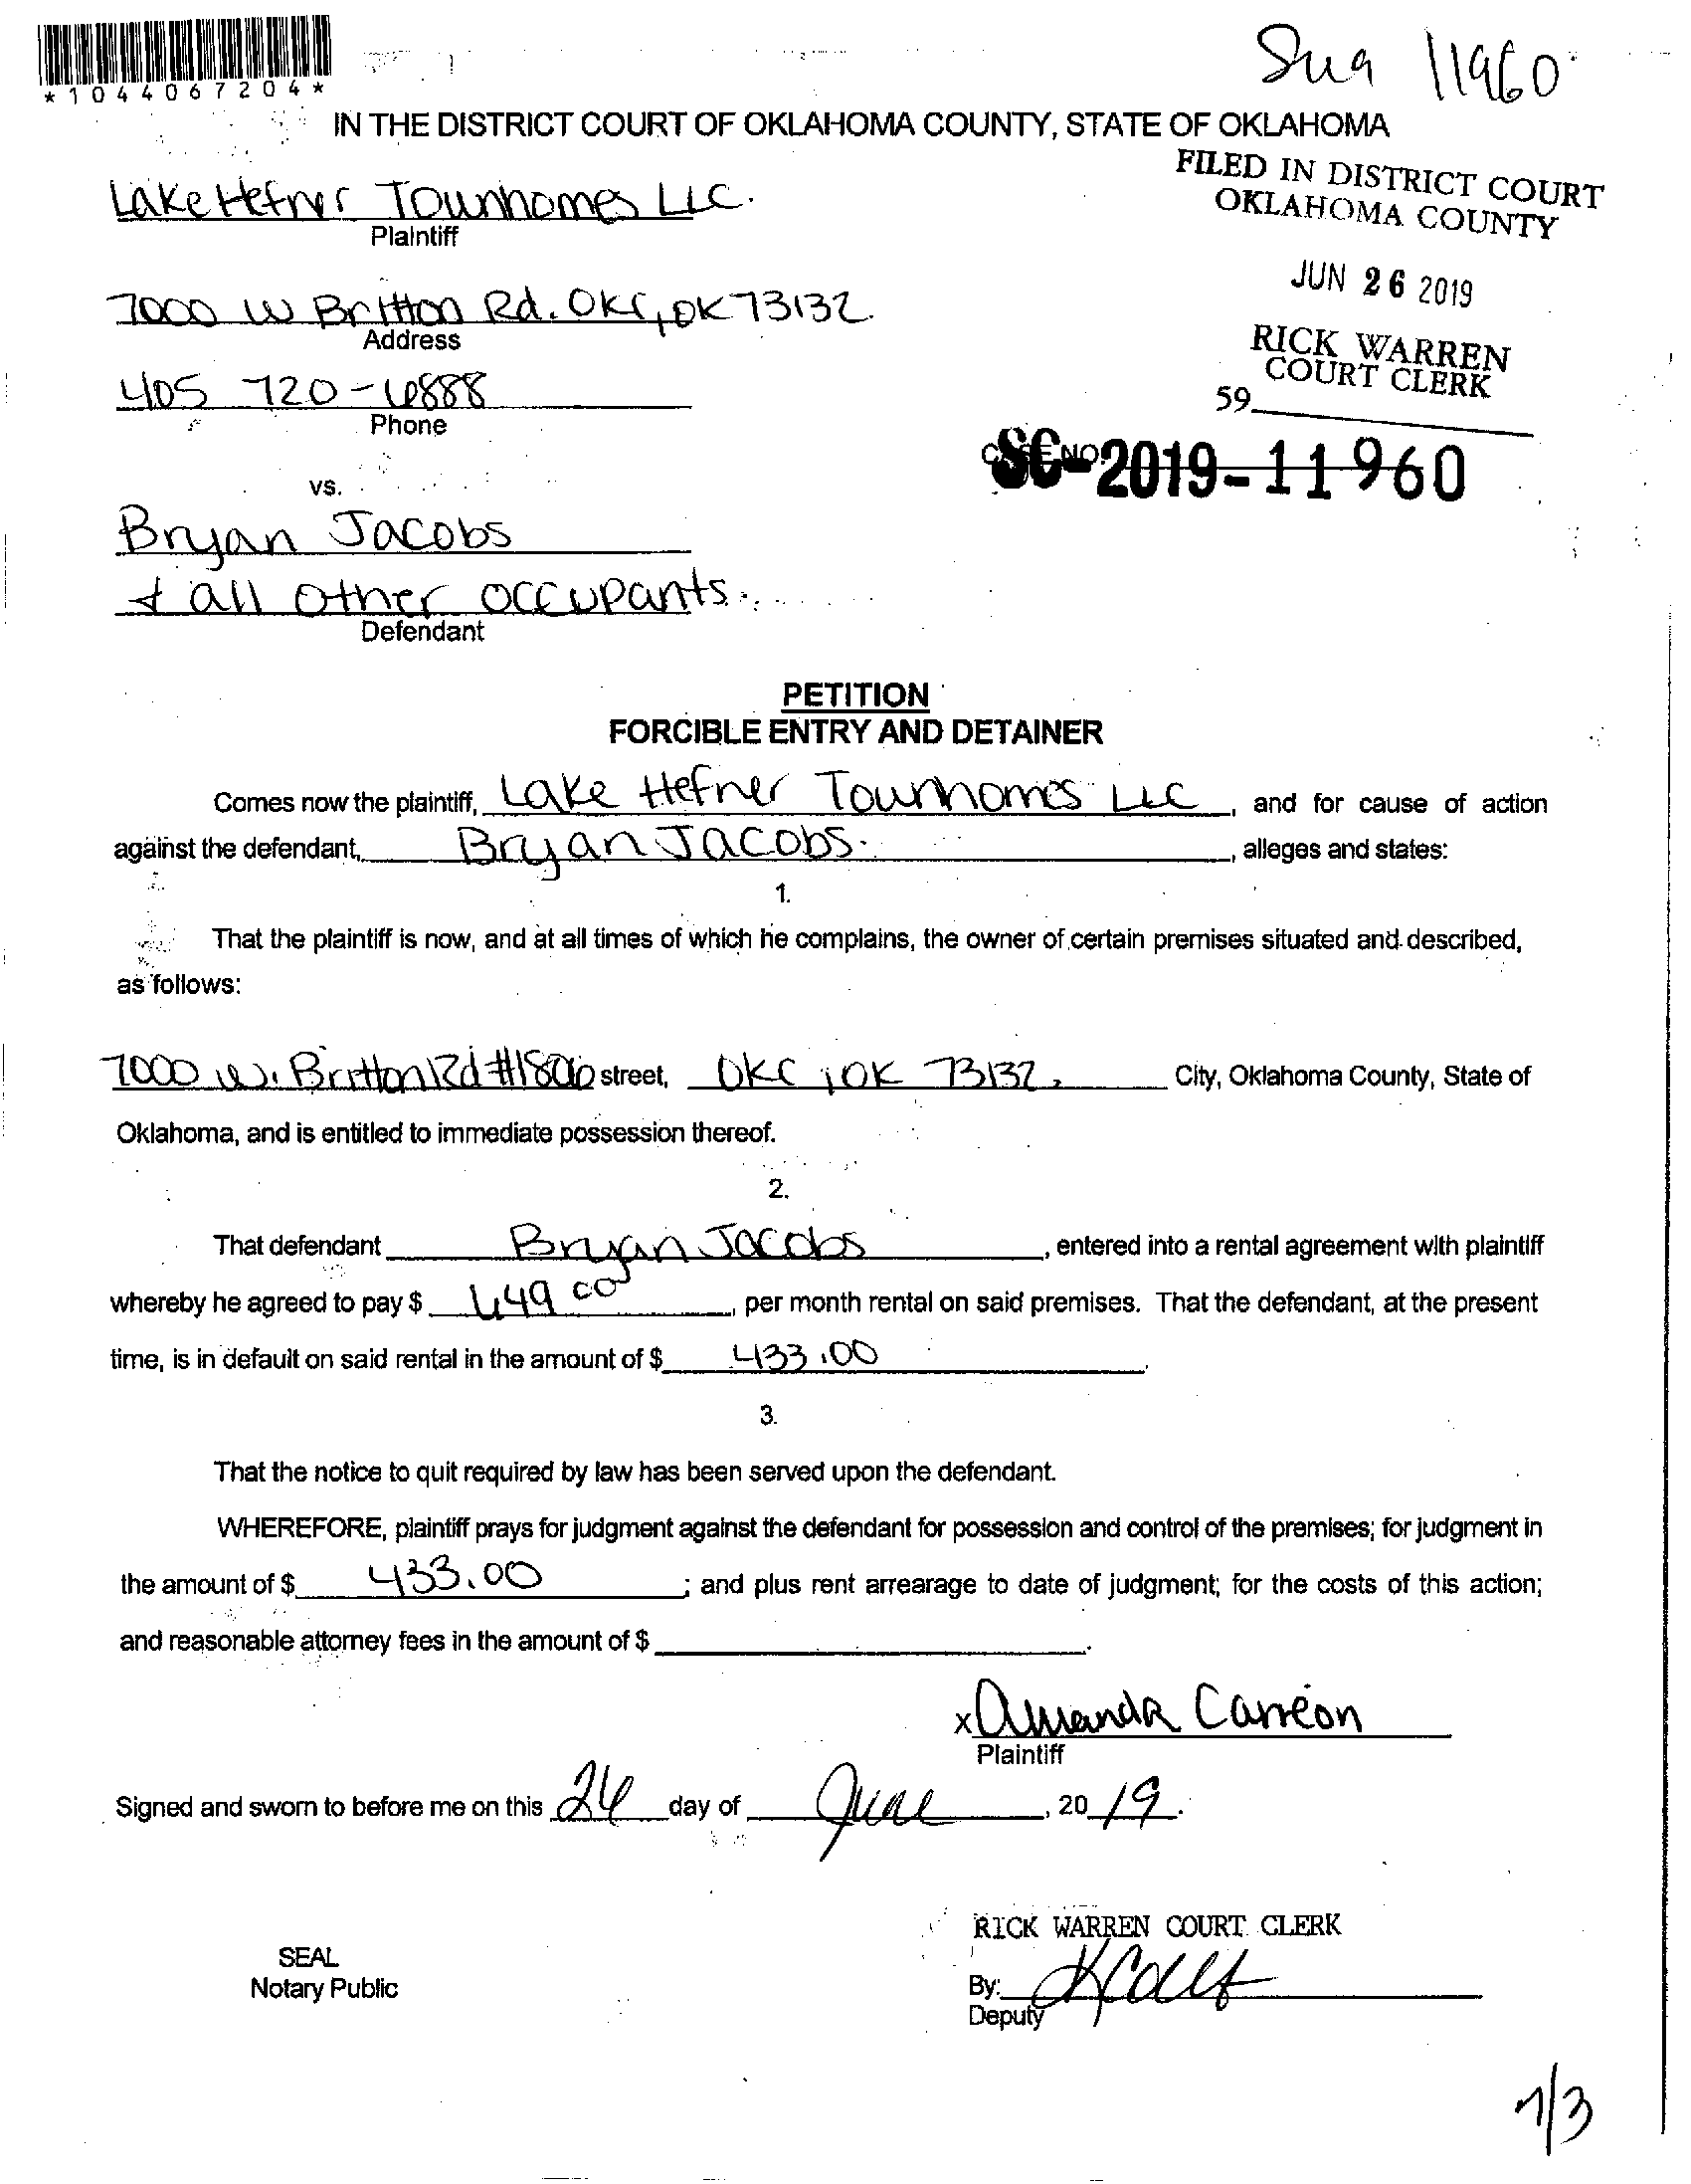 *1044067204*
Sua 11960
IN THE DISTRICT COURT OF OKLAHOMA COUNTY, STATE OF OKLAHOMA
FILED IN DISTRICT COURT
OKLAHOMA COUNTY
Lake Hefner Townhomes LLC.
Plaintiff
JUN 26 2019
7000 W Britton Rd. OKC, OK 73132.
Address
RICK WARREN
COURT CLERK
405 720-6888
Phone
59
CASE NO.
SC-2019-11960
vs.
Bryan Jacobs
& all other occupants.
Defendant
PETITION
FORCIBLE ENTRY AND DETAINER
Comes now the plaintiff, Lake Hefner Townhomes LLC, and for cause of action
against the defendant, Bryan Jacobs., alleges and states:
1.
That the plaintiff is now, and at all times of which he complains, the owner of certain premises situated and described,
as follows:
7000 W. Britton Rd street, OKC, OK 73132, City, Oklahoma County, State of
Oklahoma, and is entitled to immediate possession thereof.
2.
That defendant Bryan Jacobs, entered into a rental agreement with plaintiff
whereby he agreed to pay $ 649 00, per month rental on said premises. That the defendant, at the present
time, is in default on said rental in the amount of $ 433.00.
3.
That the notice to quit required by law has been served upon the defendant.
WHEREFORE, plaintiff prays for judgment against the defendant for possession and control of the premises; for judgment in
the amount of $ 433.00; and plus rent arrearage to date of judgment; for the costs of this action;
and reasonable attorney fees in the amount of $.
x Amanda Carreon
Plaintiff
Signed and sworn to before me on this day of June, 2019.
RICK WARREN COURT CLERK
SEAL
Notary Public
By:
Deputy
7/3